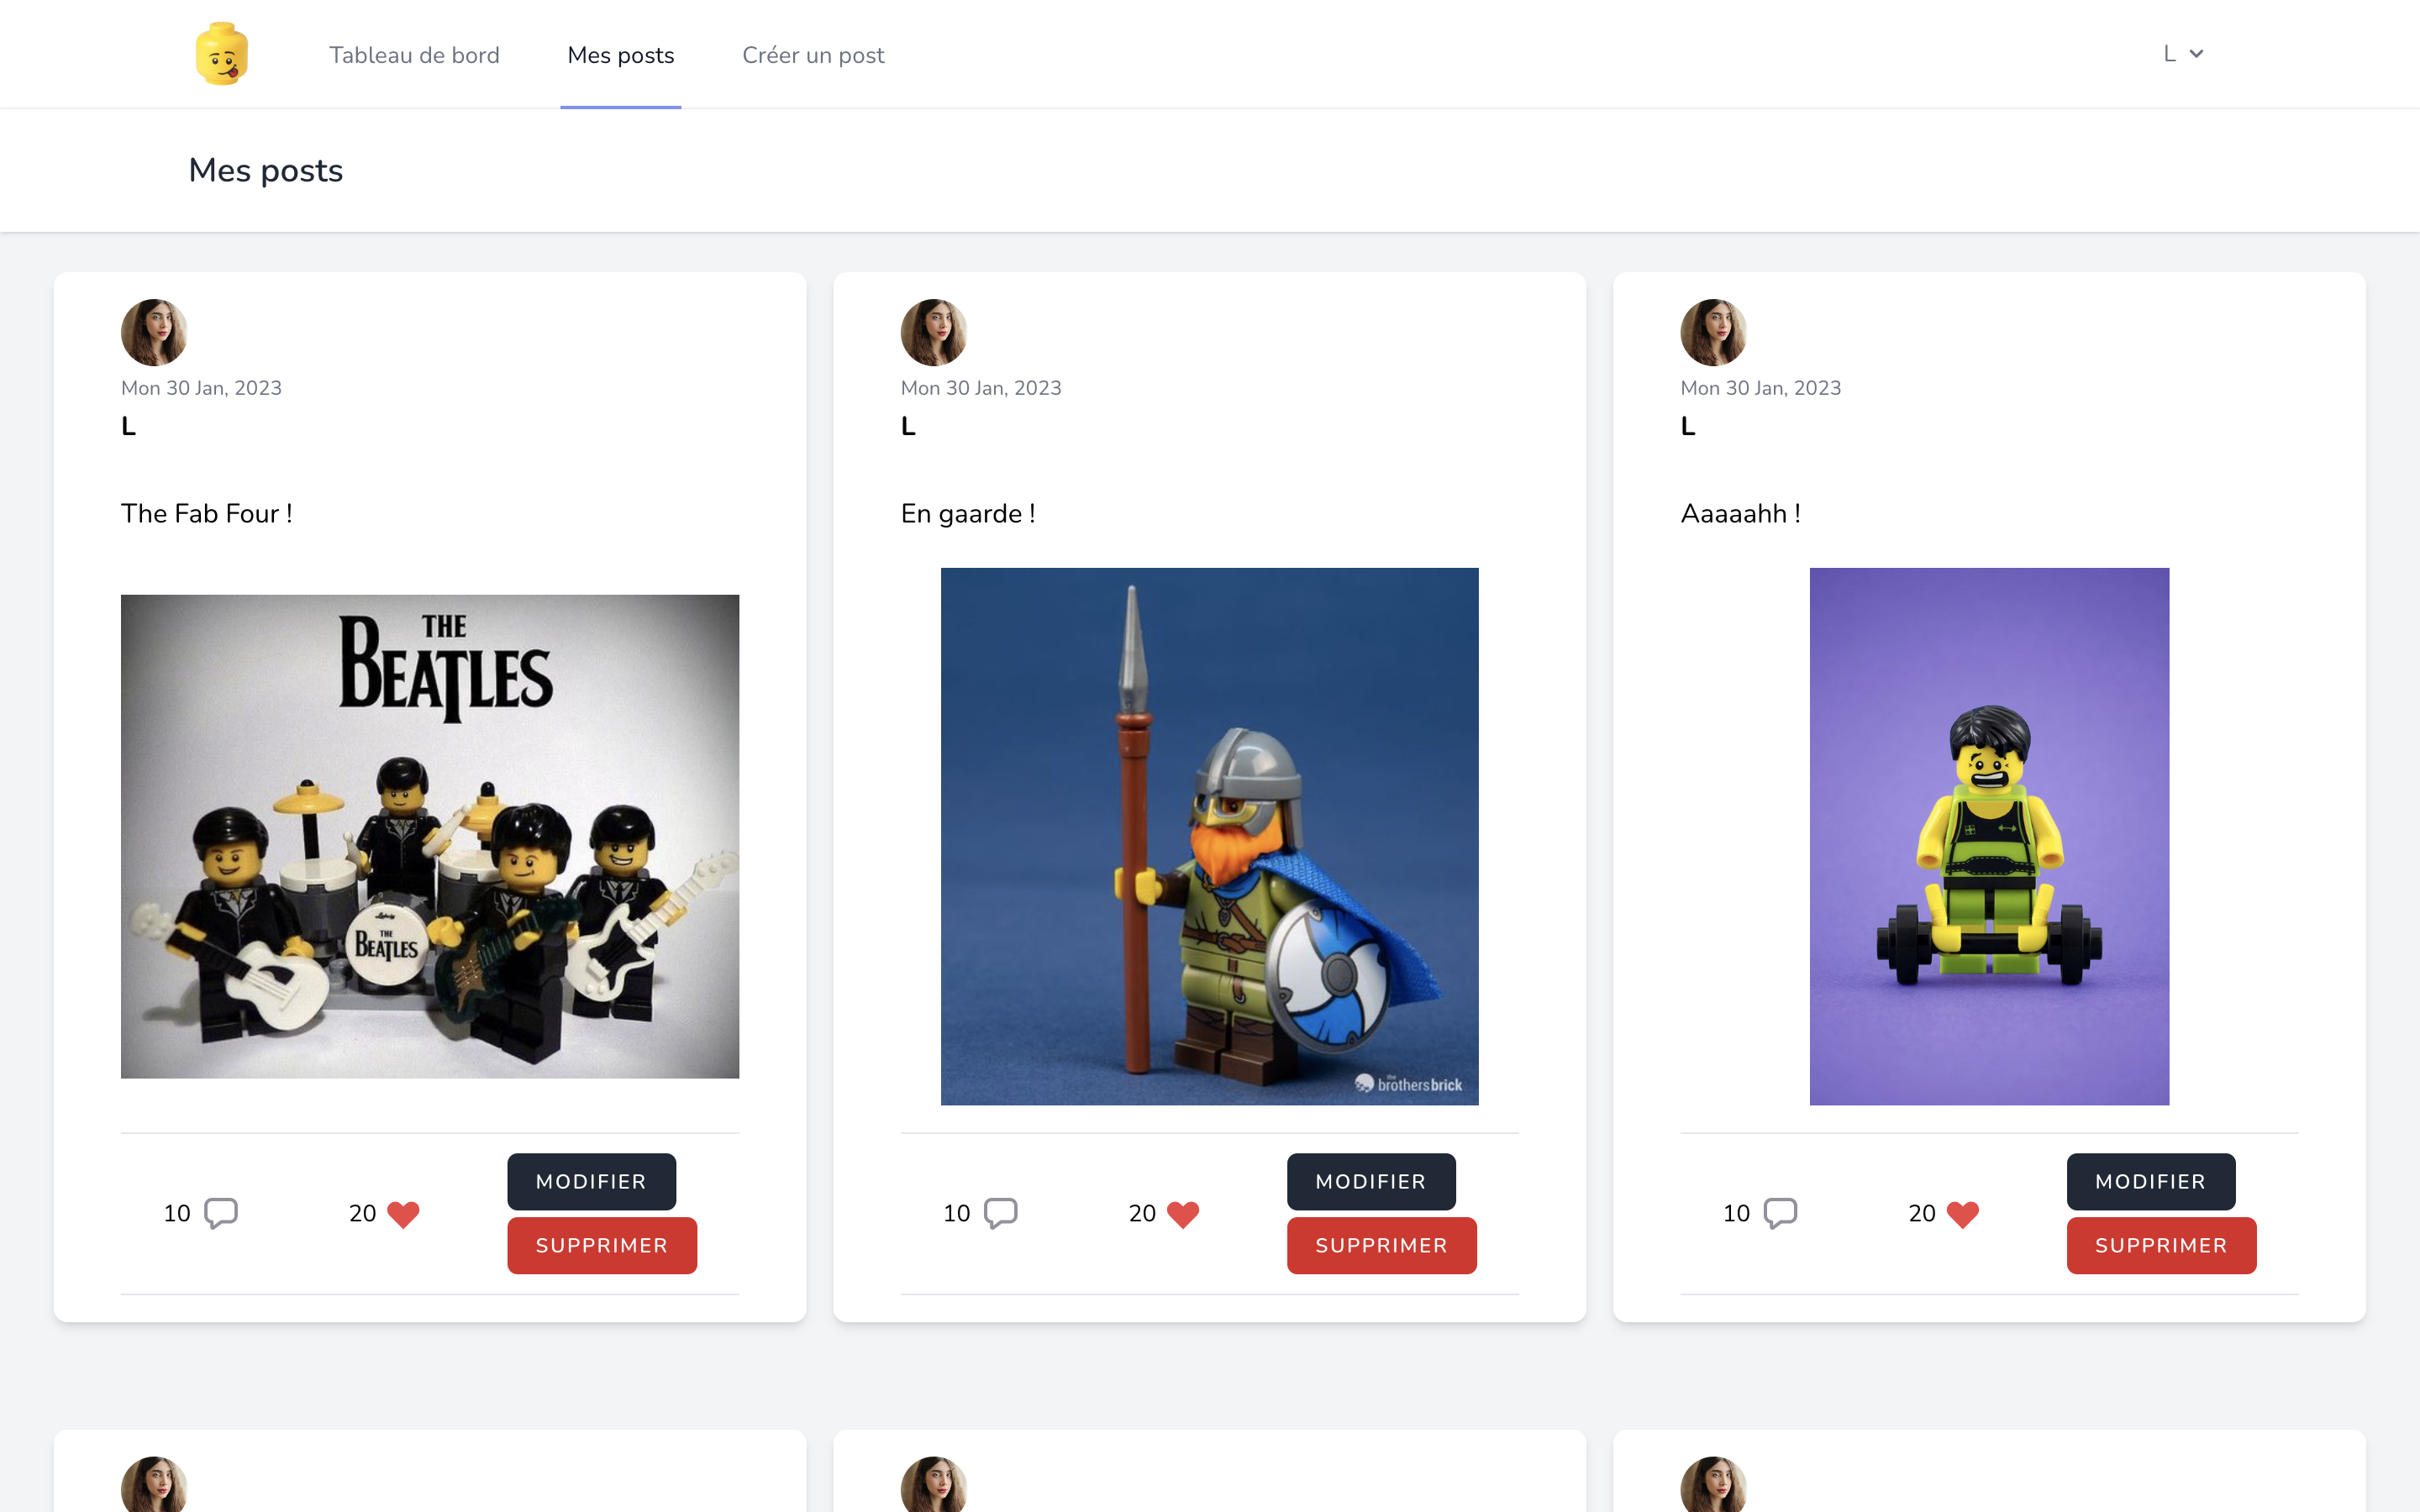 Tableau de bord
Mes posts
Créer un post
L
Mes posts
Mon 30 Jan, 2023
L
The Fab Four !
THE
BEATLES
THE
BEATLES
10
20
MODIFIER
SUPPRIMER
Mon 30 Jan, 2023
L
En gaarde !
the
brothersbrick
10
20
MODIFIER
SUPPRIMER
Mon 30 Jan, 2023
L
Aaaaahh !
10
20
MODIFIER
SUPPRIMER